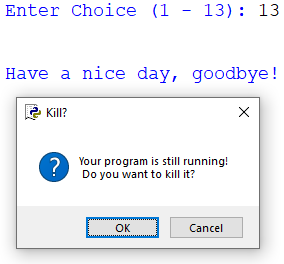 Enter Choice (1 - 13): 13
Have a nice day, goodbye!
Kill?
Your program is still running!
Do you want to kill it?
OK Cancel